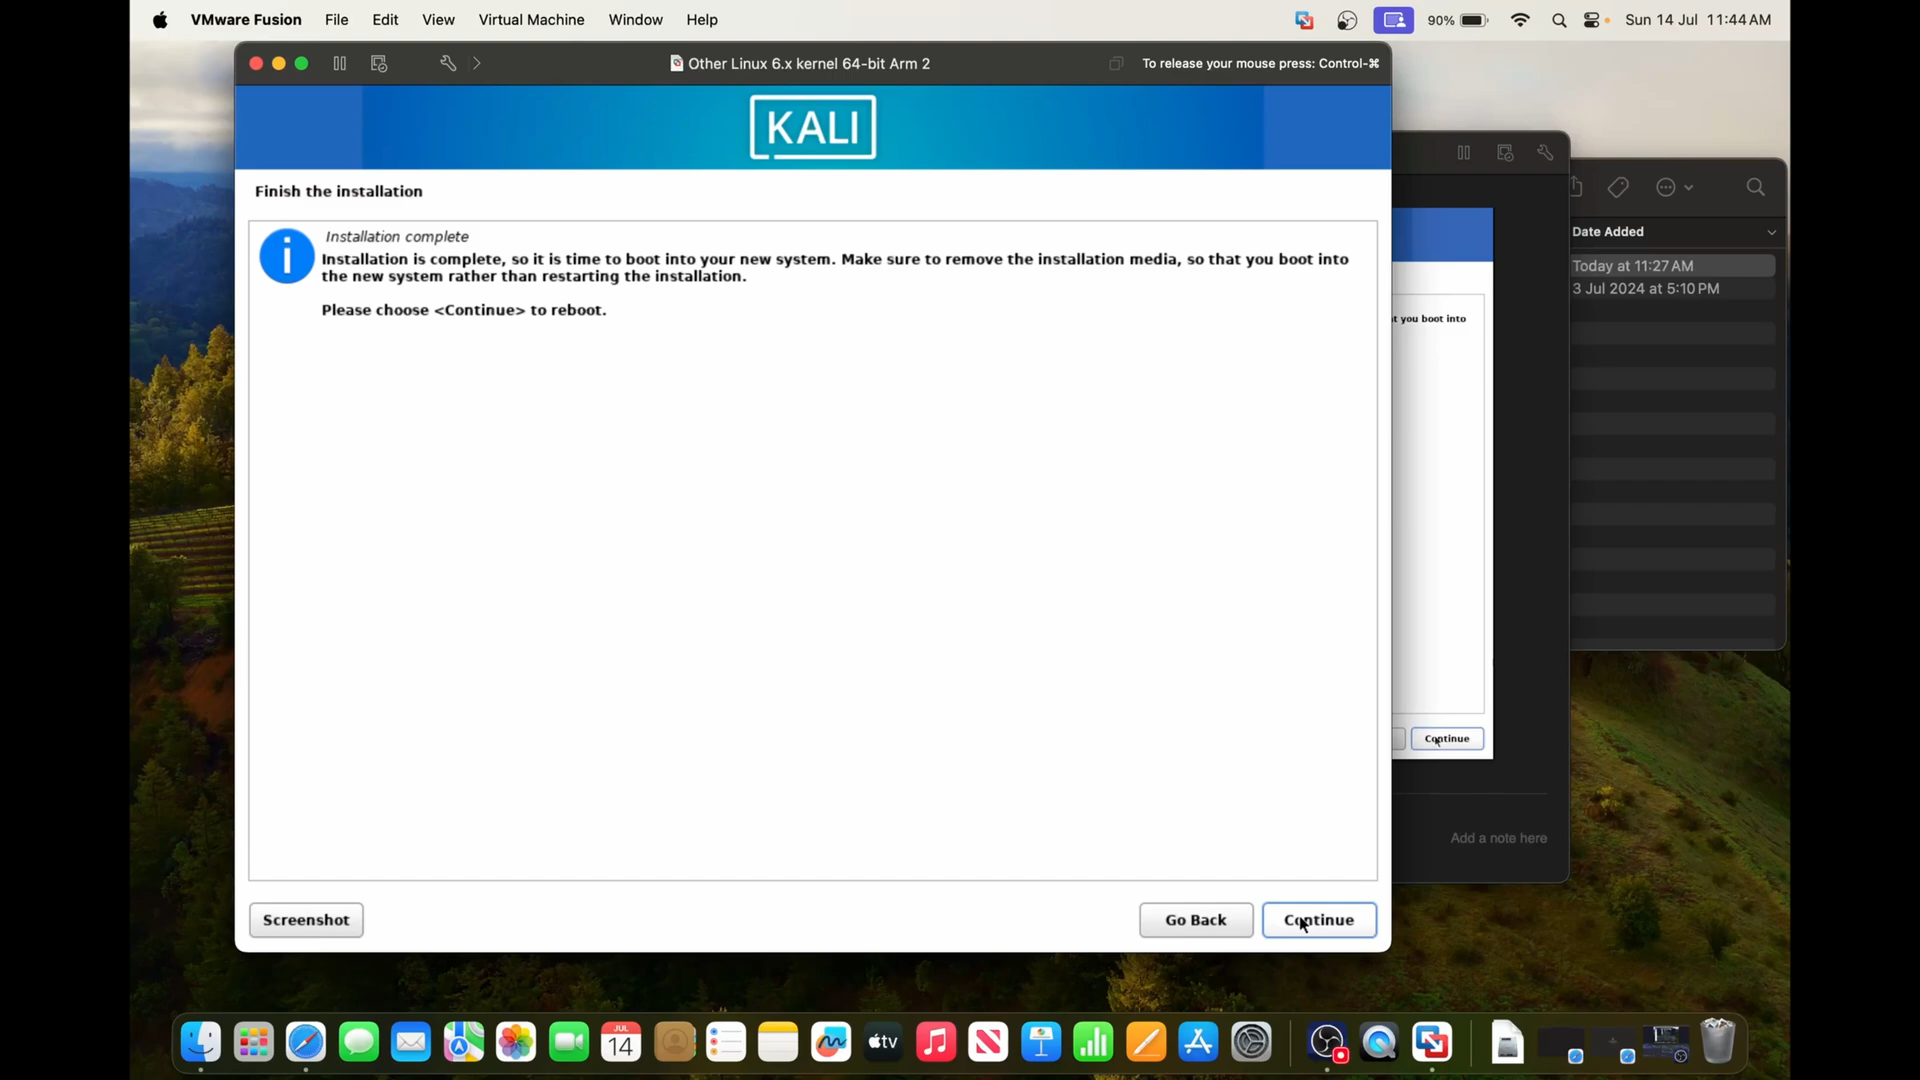 VMware Fusion File Edit View Virtual Machine Window Help 90% Sun 14 Jul 11:44 AM
Other Linux 6.x kernel 64-bit Arm 2
To release your mouse press: Control-⌘
KALI
Finish the installation
Installation complete
Installation is complete, so it is time to boot into your new system. Make sure to remove the installation media, so that you boot into
the new system rather than restarting the installation.
Please choose <Continue> to reboot.
Screenshot
Go Back
Continue
Date Added
Today at 11:27 AM
3 Jul 2024 at 5:10 PM
t you boot into
Continue
Add a note here
JUL
14
tv